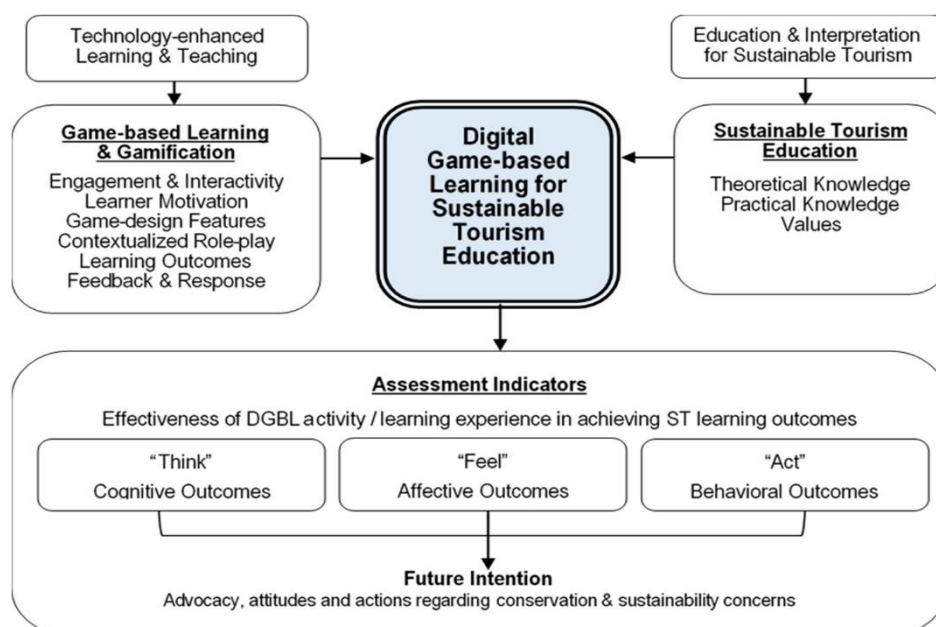 Technology-enhanced
Learning & Teaching
Education & Interpretation
for Sustainable Tourism
Game-based Learning
& Gamification
Engagement & Interactivity
Learner Motivation
Game-design Features
Contextualized Role-play
Learning Outcomes
Feedback & Response
Digital
Game-based
Learning for
Sustainable
Tourism
Education
Sustainable Tourism
Education
Theoretical Knowledge
Practical Knowledge
Values
Assessment Indicators
Effectiveness of DGBL activity / learning experience in achieving ST learning outcomes
“Think”
Cognitive Outcomes
“Feel”
Affective Outcomes
“Act”
Behavioral Outcomes
Future Intention
Advocacy, attitudes and actions regarding conservation & sustainability concerns